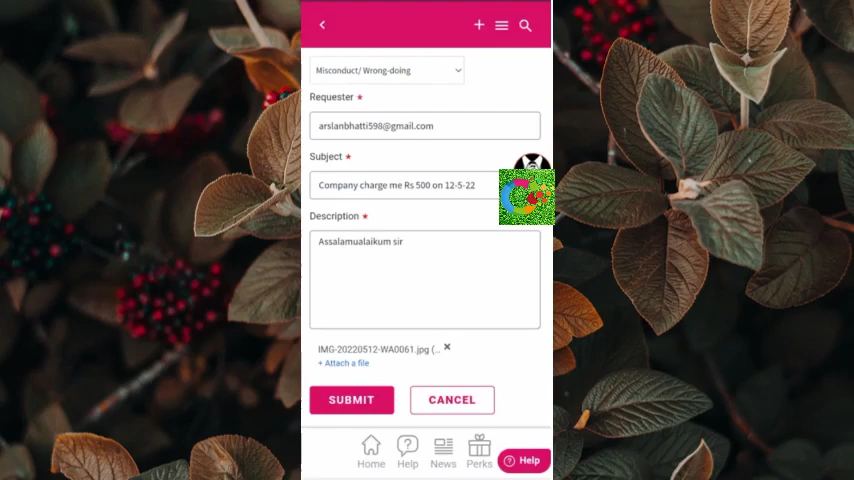 Misconduct/ Wrong-doing
Requester *
arslanbhatti598@gmail.com
Subject *
Company charge me Rs 500 on 12-5-22
Description *
Assalamualaikum sir
IMG-20220512-WA0061.jpg (...
+ Attach a file
SUBMIT
CANCEL
Home
Help
News
Perks
Help